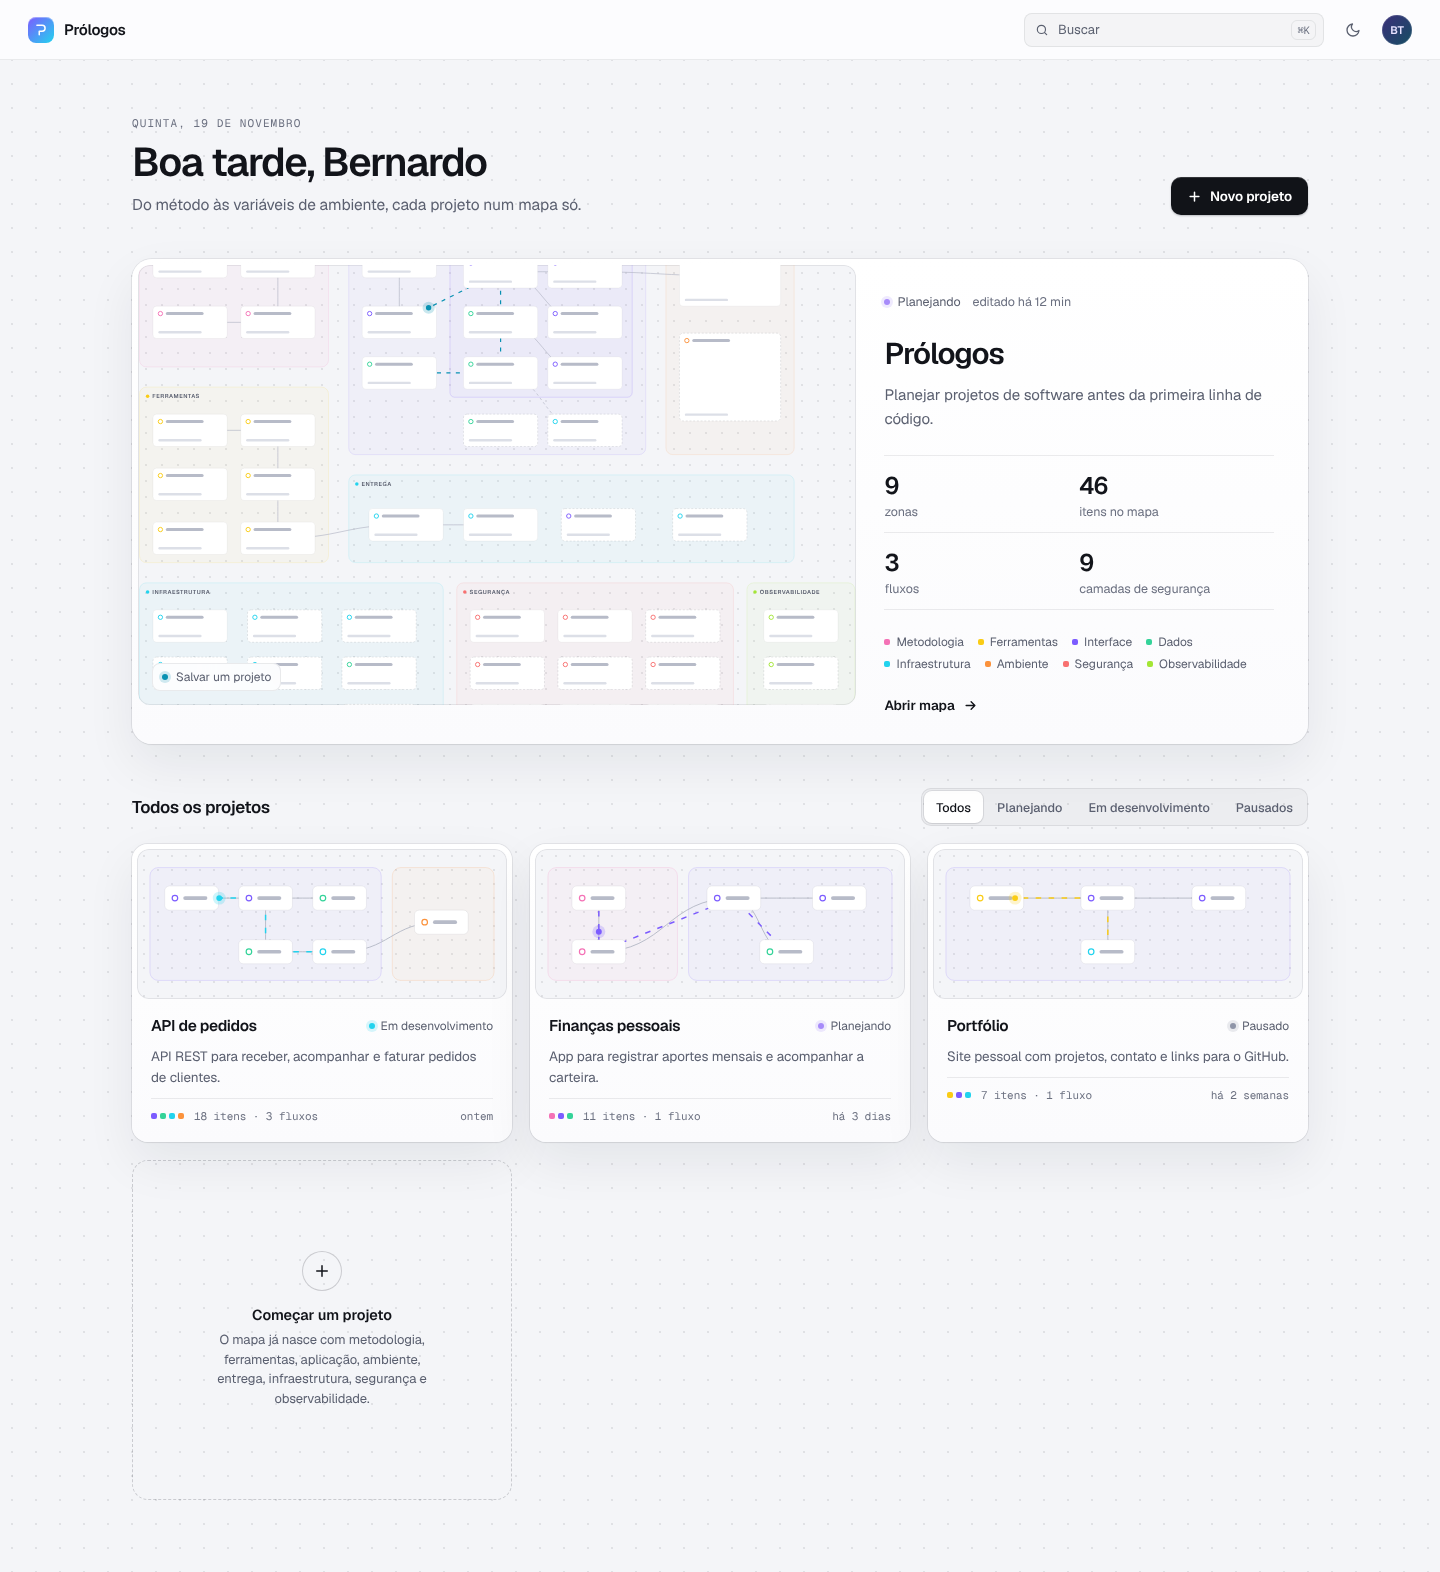 Prólogos
Buscar
⌘K
BT
QUINTA, 19 DE NOVEMBRO
Boa tarde, Bernardo
Do método às variáveis de ambiente, cada projeto num mapa só.
Novo projeto
FERRAMENTAS
ENTREGA
INFRAESTRUTURA
SEGURANÇA
OBSERVABILIDADE
Salvar um projeto
Planejando editado há 12 min
Prólogos
Planejar projetos de software antes da primeira linha de
código.
9 46
zonas itens no mapa
3 9
fluxos camadas de segurança
Metodologia Ferramentas Interface Dados
Infraestrutura Ambiente Segurança Observabilidade
Abrir mapa →
Todos os projetos
Todos Planejando Em desenvolvimento Pausados
API de pedidos Em desenvolvimento
API REST para receber, acompanhar e faturar pedidos
de clientes.
18 itens · 3 fluxos ontem
Finanças pessoais Planejando
App para registrar aportes mensais e acompanhar a
carteira.
11 itens · 1 fluxo há 3 dias
Portfólio Pausado
Site pessoal com projetos, contato e links para o GitHub.
7 itens · 1 fluxo há 2 semanas
Começar um projeto
O mapa já nasce com metodologia,
ferramentas, aplicação, ambiente,
entrega, infraestrutura, segurança e
observabilidade.